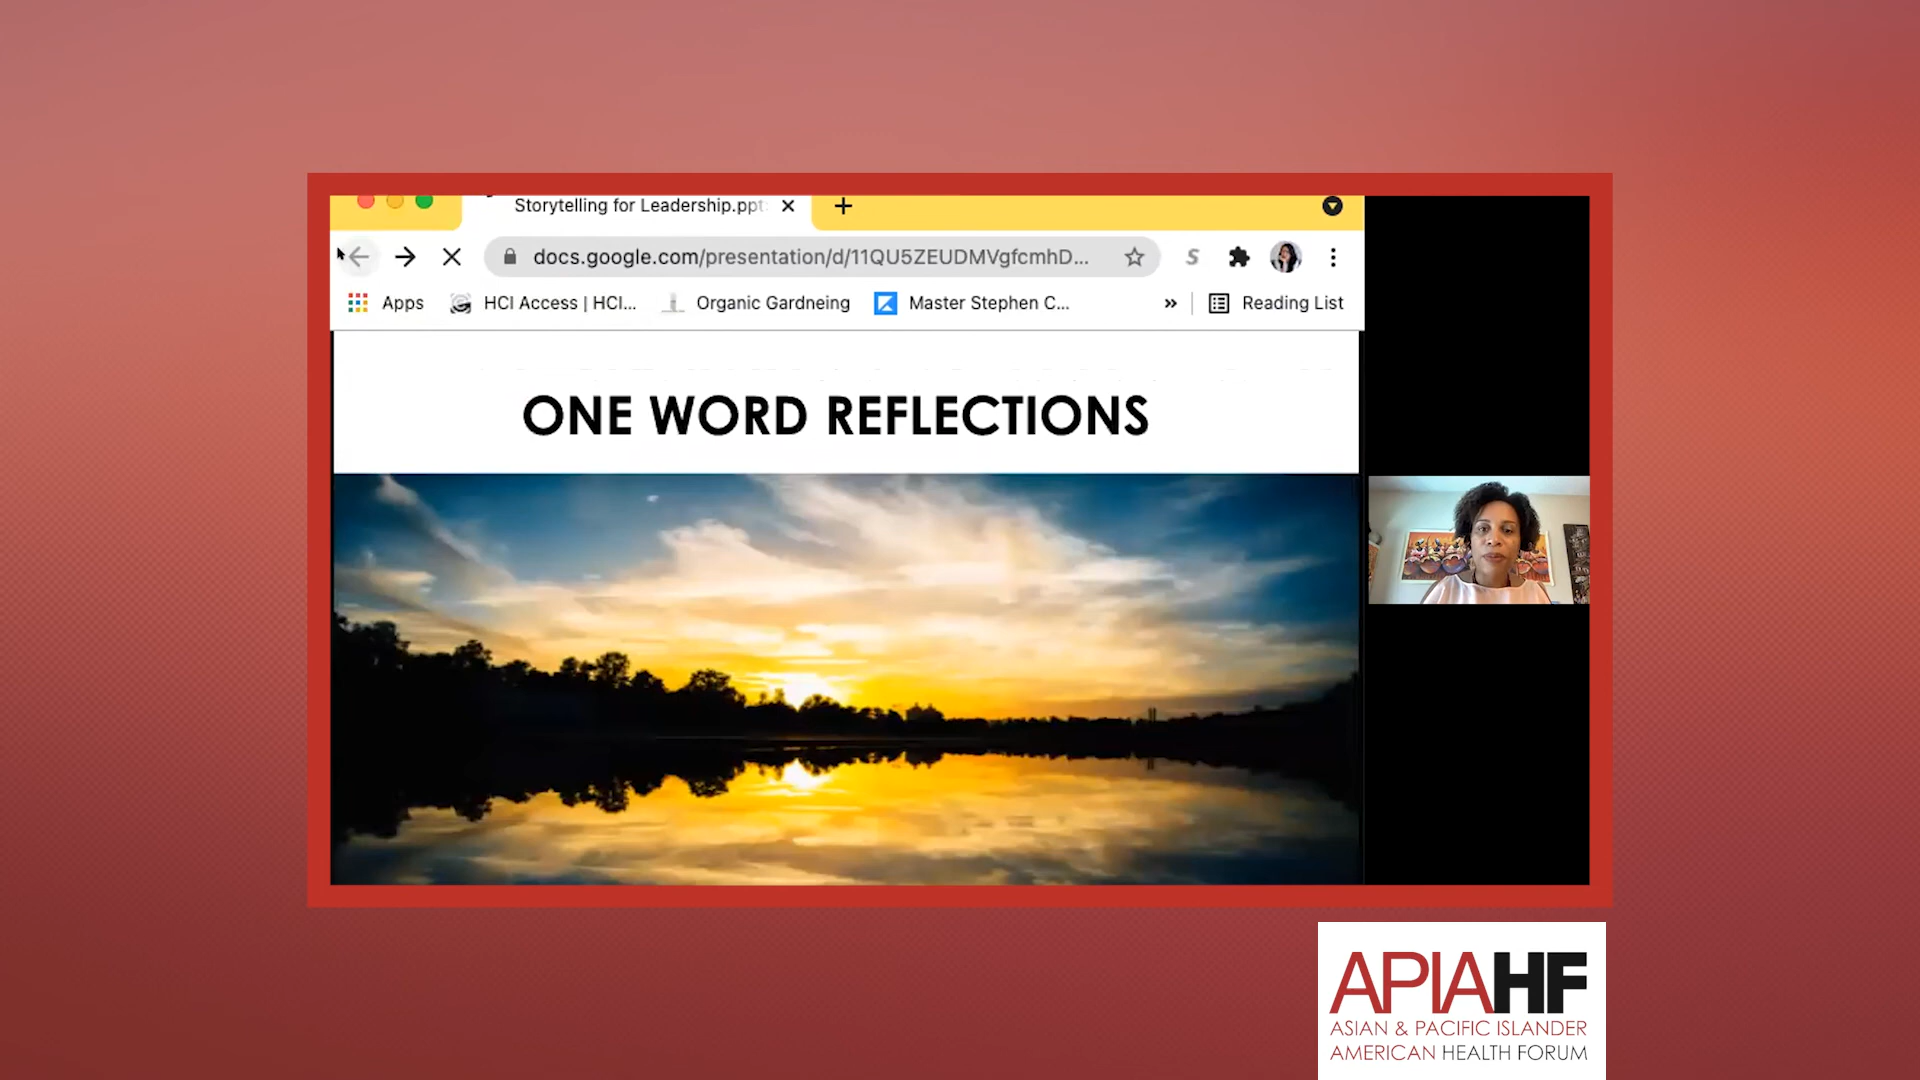 Storytelling for Leadership.ppt
docs.google.com/presentation/d/11QU5ZEUDMVgfcmhD...
S
Apps
HCI Access | HCI...
Organic Gardneing
Master Stephen C...
»
Reading List
ONE WORD REFLECTIONS
APIAHF
ASIAN & PACIFIC ISLANDER
AMERICAN HEALTH FORUM